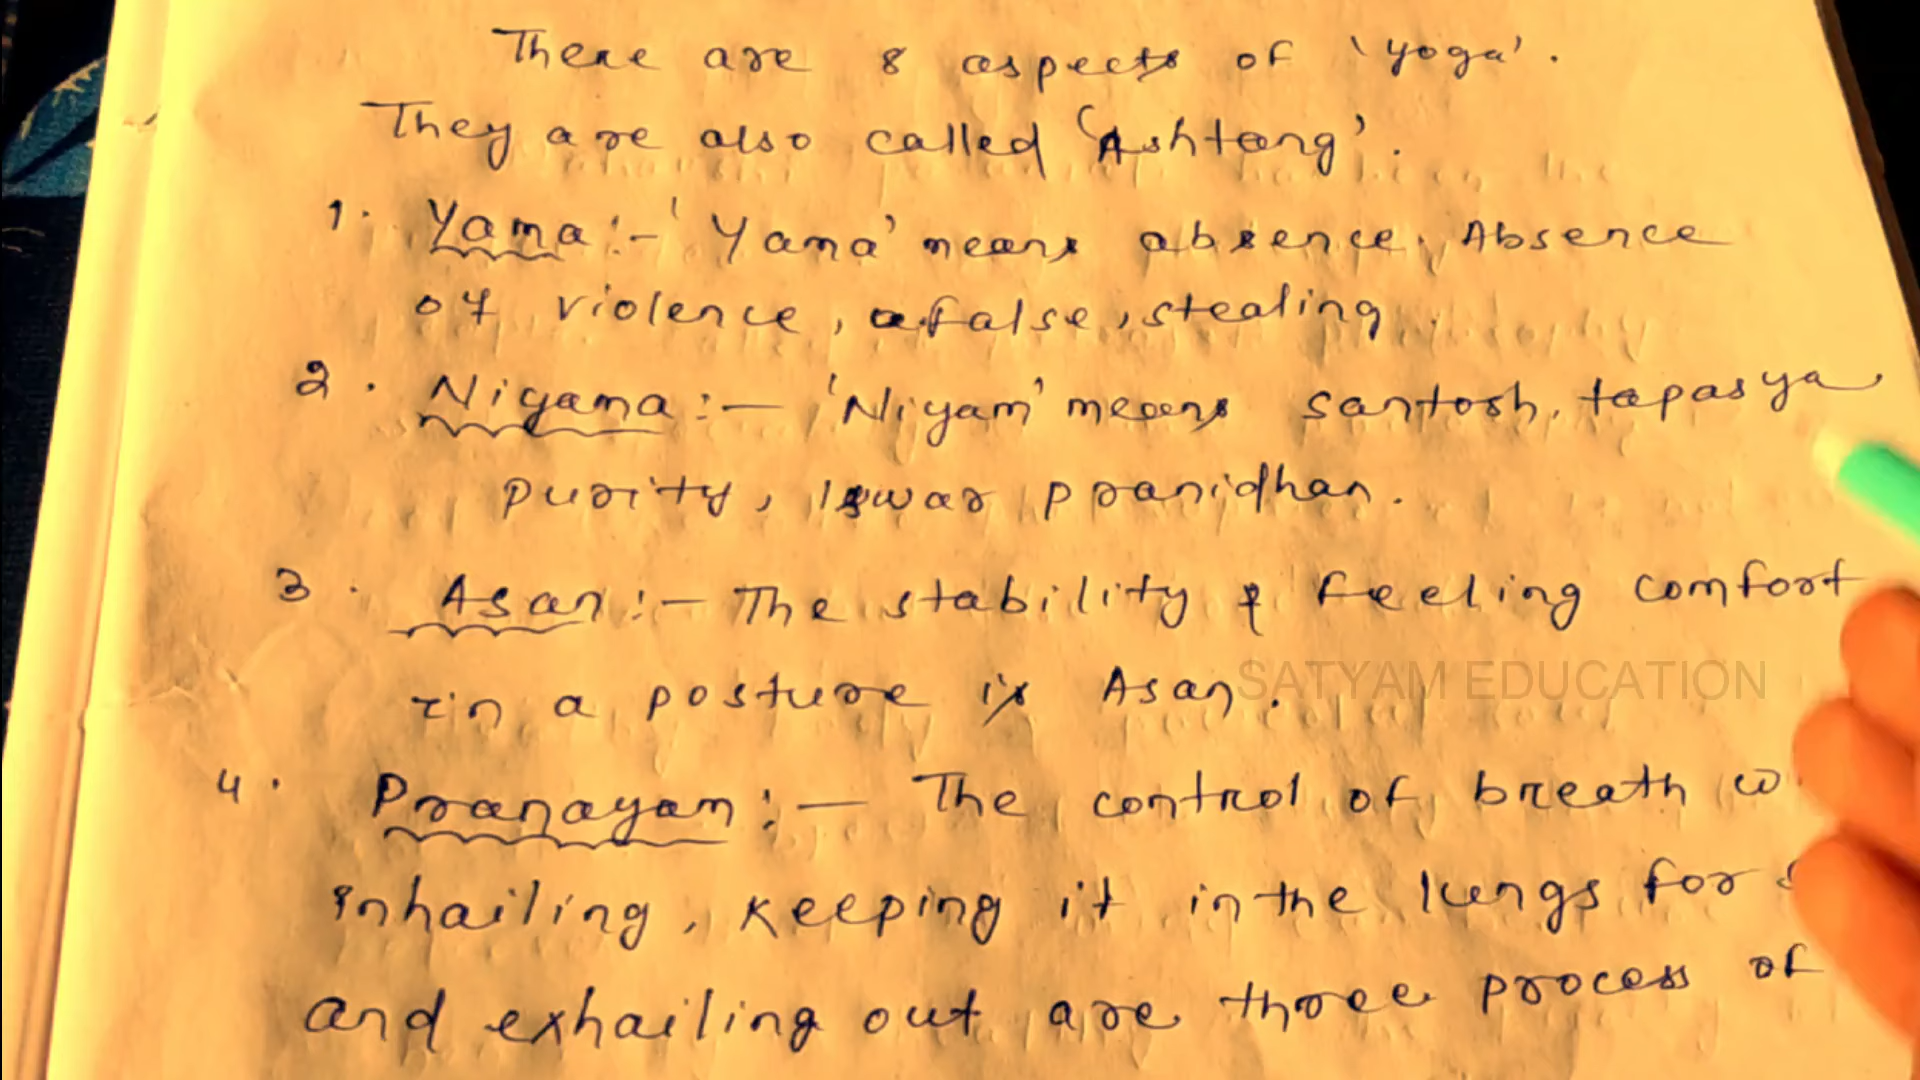 There are 8 aspects of 'yoga'.
They are also called 'Ashtang'.
1. Yama:- 'Yama' means absence. Absence
of violence, a false, stealing
2. Niyama:- 'Niyam' means santosh, tapasya
purity, Iswar pranidhan.
3. Asan:- The stability & feeling comfort
in a posture is Asan.
SATYAM EDUCATION
4. Pranayam:- The control of breath
inhailing, keeping it in the lungs for
and exhailing out are three process of